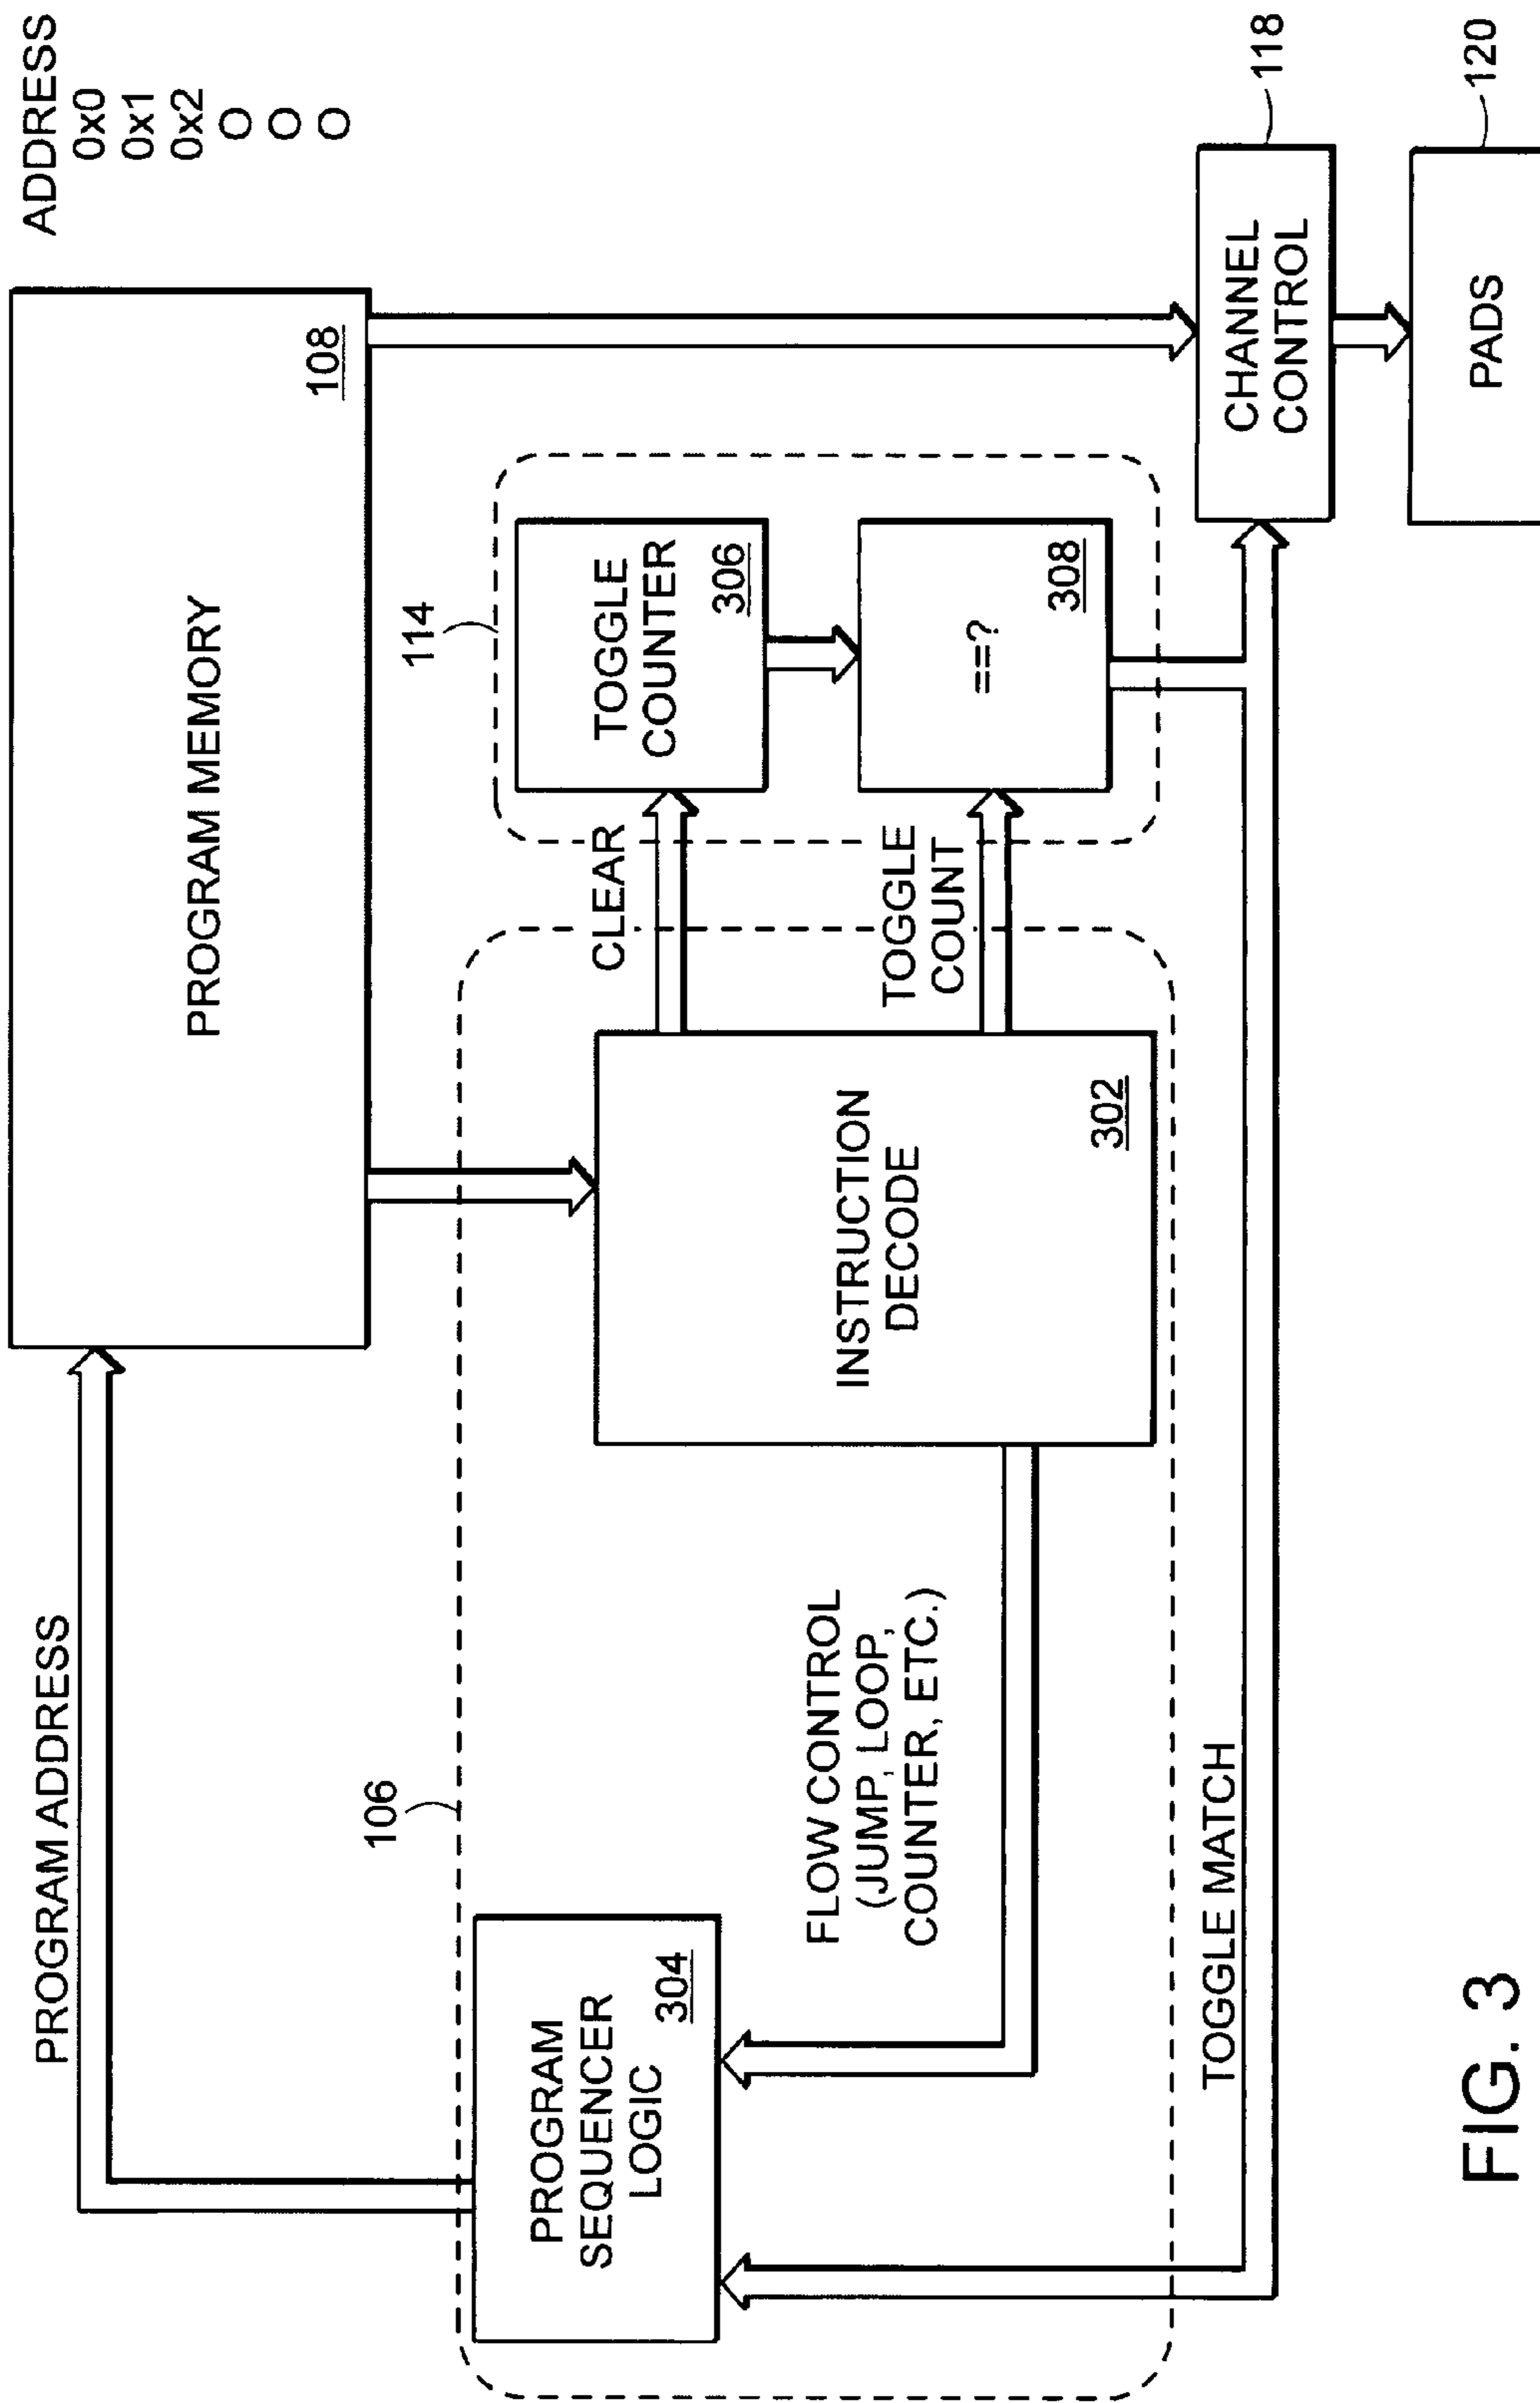 PROGRAM ADDRESS
PROGRAM MEMORY
108
ADDRESS
0x0
0x1
0x2
O
O
O
106
114
PROGRAM
SEQUENCER
LOGIC
304
FLOW CONTROL
(JUMP, LOOP,
COUNTER, ETC.)
INSTRUCTION
DECODE
302
CLEAR
TOGGLE
COUNT
TOGGLE
COUNTER
306
==?
308
TOGGLE MATCH
CHANNEL
CONTROL
118
PADS
120
FIG. 3